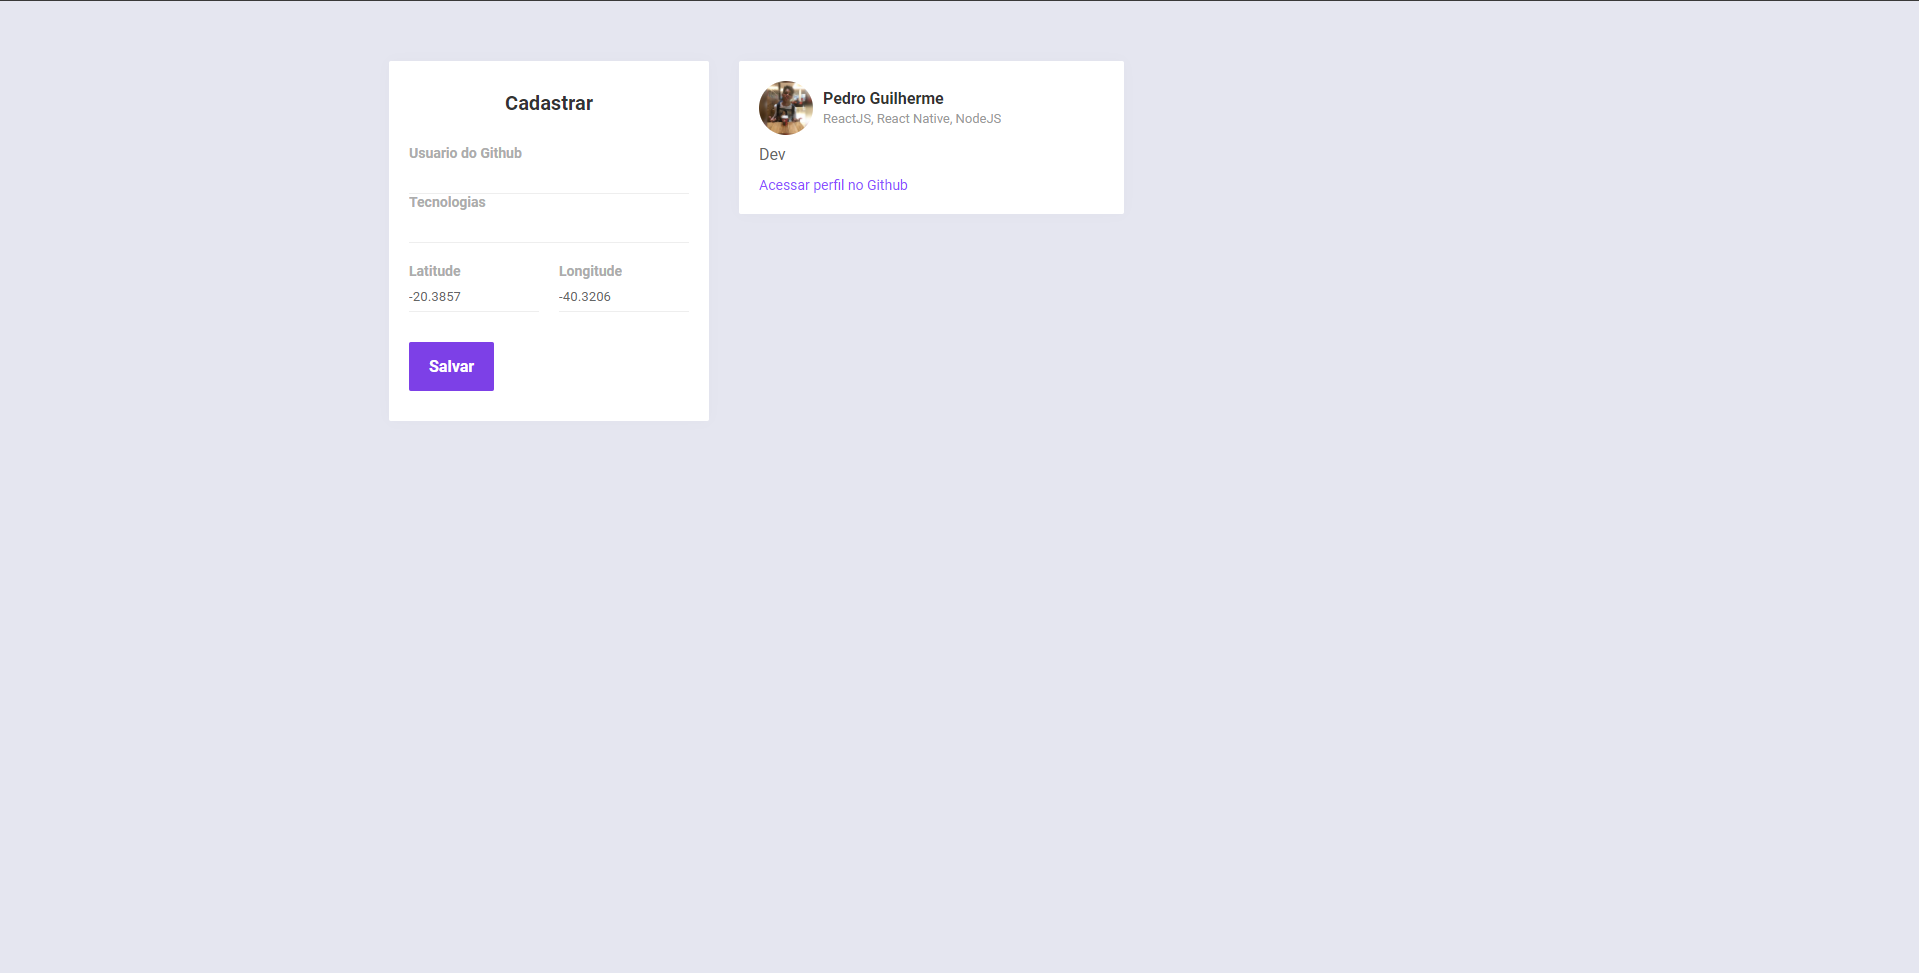 Cadastrar
Usuario do Github
Tecnologias
Latitude
Longitude
-20.3857
-40.3206
Salvar
Pedro Guilherme
ReactJS, React Native, NodeJS
Dev
Acessar perfil no Github